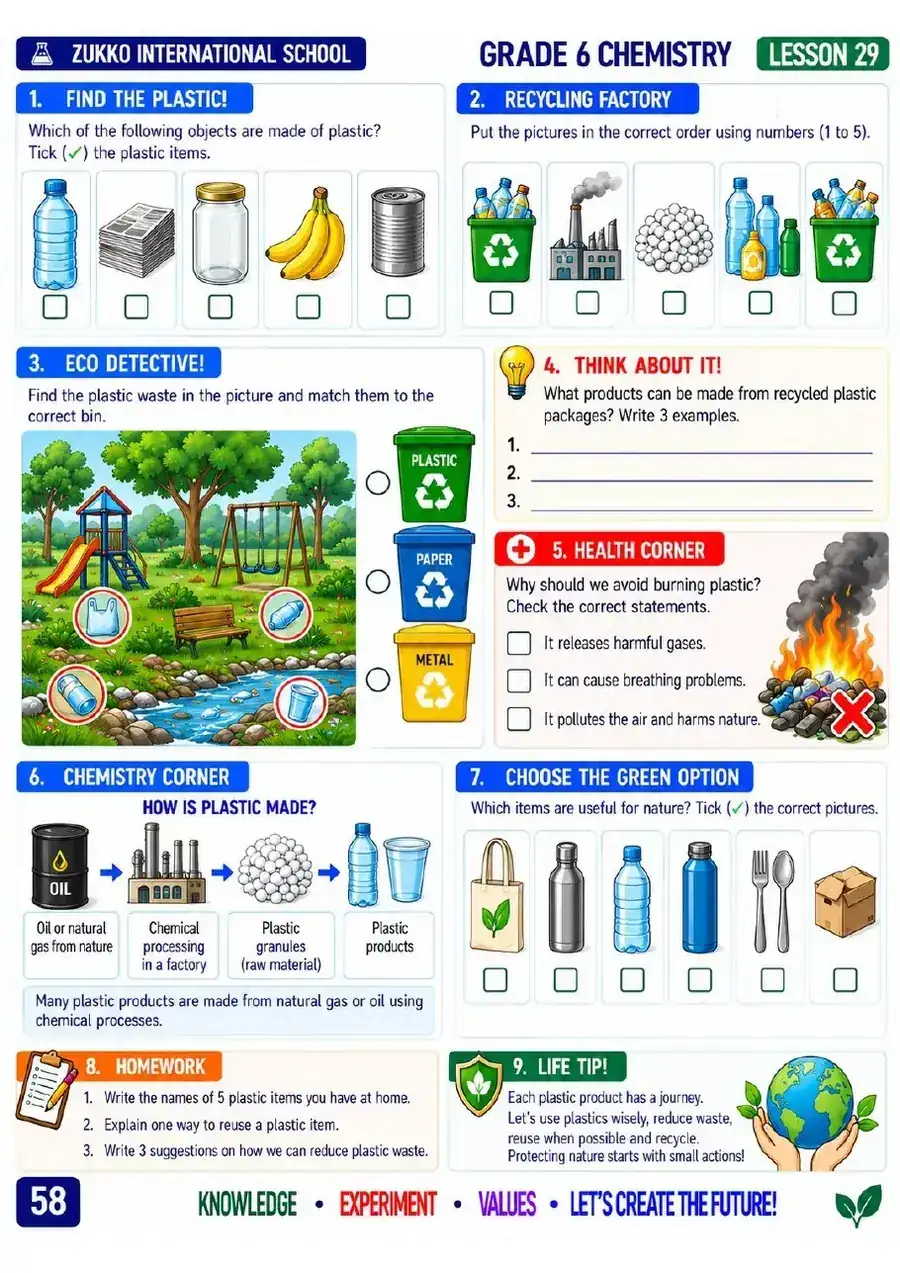 ZUKKO INTERNATIONAL SCHOOL
GRADE 6 CHEMISTRY
LESSON 29
1. FIND THE PLASTIC!
Which of the following objects are made of plastic?
Tick (✓) the plastic items.
2. RECYCLING FACTORY
Put the pictures in the correct order using numbers (1 to 5).
3. ECO DETECTIVE!
Find the plastic waste in the picture and match them to the
correct bin.
PLASTIC
PAPER
METAL
4. THINK ABOUT IT!
What products can be made from recycled plastic
packages? Write 3 examples.
1.
2.
3.
5. HEALTH CORNER
Why should we avoid burning plastic?
Check the correct statements.
It releases harmful gases.
It can cause breathing problems.
It pollutes the air and harms nature.
6. CHEMISTRY CORNER
HOW IS PLASTIC MADE?
OIL
Oil or natural
gas from nature
Chemical
processing
in a factory
Plastic
granules
(raw material)
Plastic
products
Many plastic products are made from natural gas or oil using
chemical processes.
7. CHOOSE THE GREEN OPTION
Which items are useful for nature? Tick (✓) the correct pictures.
8. HOMEWORK
1. Write the names of 5 plastic items you have at home.
2. Explain one way to reuse a plastic item.
3. Write 3 suggestions on how we can reduce plastic waste.
9. LIFE TIP!
Each plastic product has a journey.
Let's use plastics wisely, reduce waste,
reuse when possible and recycle.
Protecting nature starts with small actions!
58
KNOWLEDGE • EXPERIMENT • VALUES • LET'S CREATE THE FUTURE!